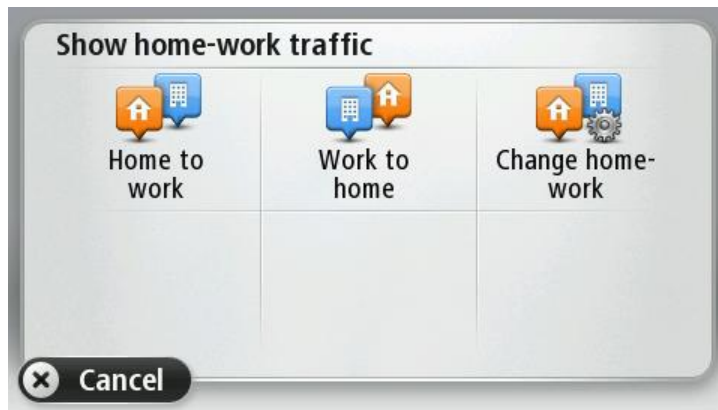 Show home-work traffic
Home to
work
Work to
home
Change home-
work
Cancel